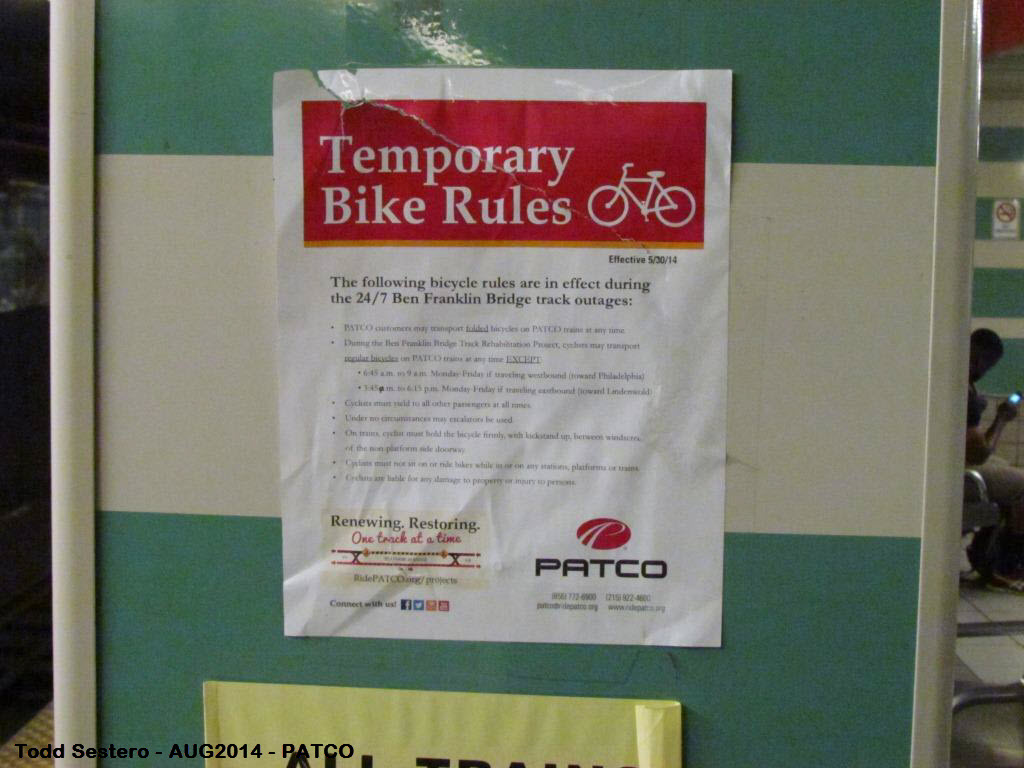 Temporary
Bike Rules
Effective 5/30/14
The following bicycle rules are in effect during
the 24/7 Ben Franklin Bridge track outages:
• PATCO customers may transport folded bicycles on PATCO trains at any time.
• During the Ben Franklin Bridge Track Rehabilitation Project, cyclists may transport
regular bicycles on PATCO trains at any time EXCEPT
• 6:45 a.m. to 9 a.m. Monday-Friday if traveling westbound (toward Philadelphia)
• 3:45 p.m. to 6:15 p.m. Monday-Friday if traveling eastbound (toward Lindenwold)
• Cyclists must yield to all other passengers at all times.
• Under no circumstances may escalators be used.
• On trains, cyclist must hold the bicycle firmly, with kickstand up, between windscreen
of the non-platform side doorway.
• Cyclists must not sit on or ride bikes while in or on any stations, platforms or trains.
• Cyclists are liable for any damage to property or injury to persons.
Renewing. Restoring.
One track at a time
RidePATCO.org/projects
Connect with us!
PATCO
(856) 772-6900 (215) 922-4600
patco@ridepatco.org www.ridepatco.org
ALL TRAINS
Todd Sestero - AUG2014 - PATCO